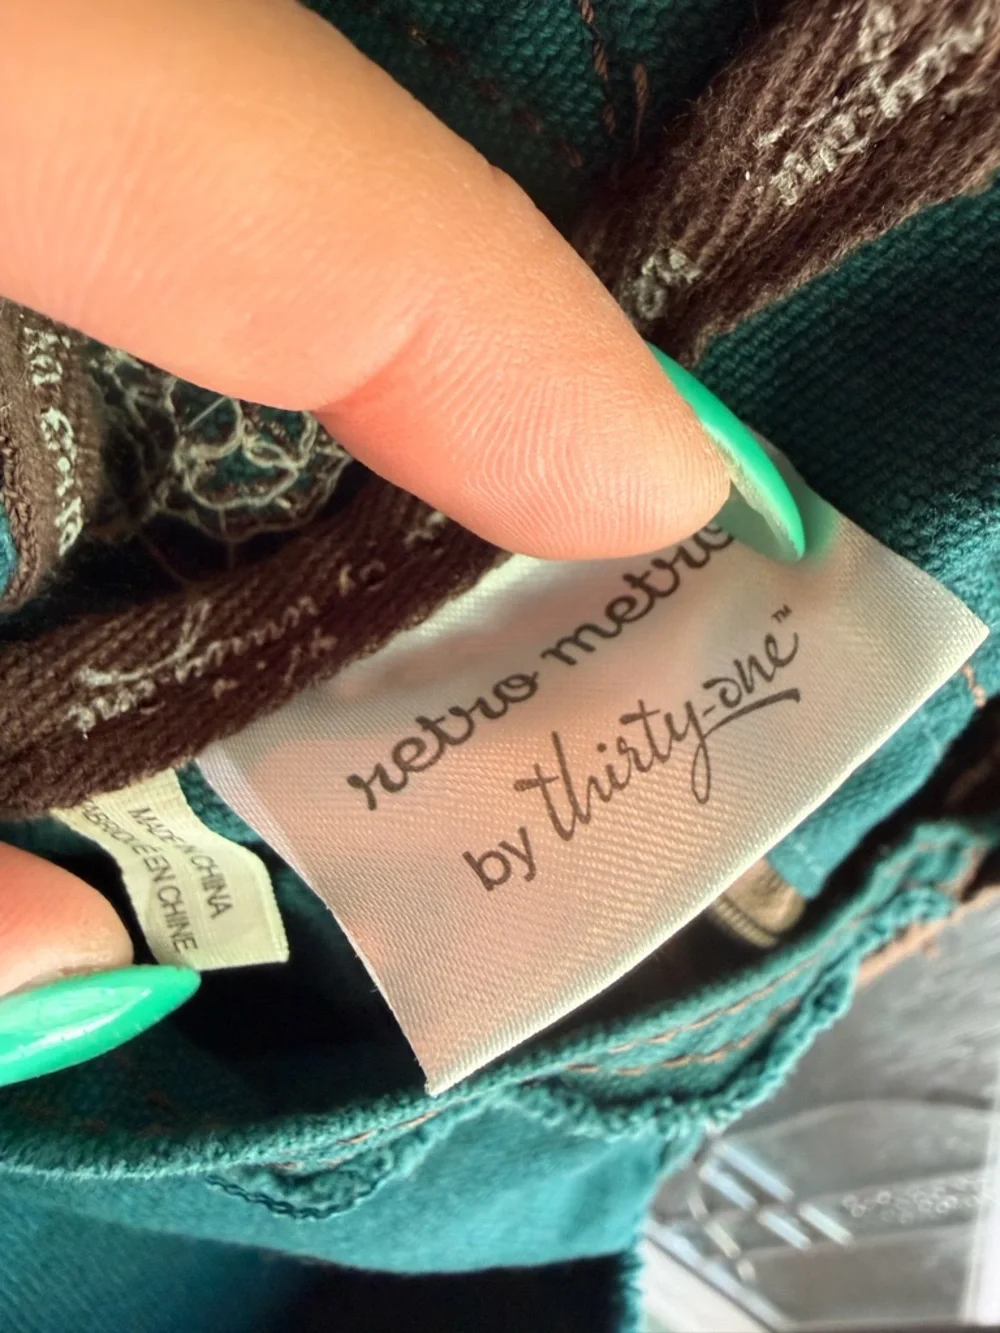 retro metro
by thirty-one™
MADE IN CHINA
FABRIQUÉ EN CHINE